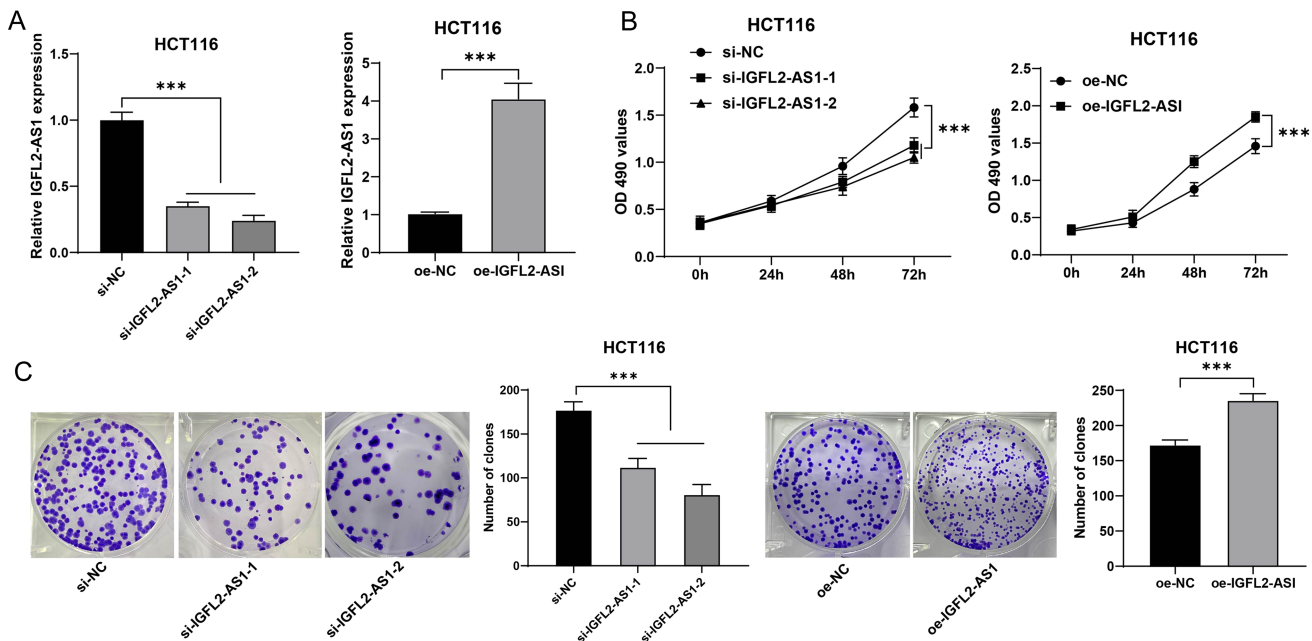 A
HCT116
Relative IGFL2-AS1 expression
1.5
1.0
0.5
0.0
***
si-NC
si-IGFL2-AS1-1
si-IGFL2-AS1-2
HCT116
Relative IGFL2-AS1 expression
5
4
3
2
1
0
***
oe-NC
oe-IGFL2-ASI
B
HCT116
si-NC
si-IGFL2-AS1-1
si-IGFL2-AS1-2
OD 490 values
2.0
1.5
1.0
0.5
0.0
***
0h
24h
48h
72h
HCT116
oe-NC
oe-IGFL2-ASI
OD 490 values
2.5
2.0
1.5
1.0
0.5
0.0
***
0h
24h
48h
72h
C
si-NC
si-IGFL2-AS1-1
si-IGFL2-AS1-2
HCT116
Number of clones
200
150
100
50
0
***
si-NC
si-IGFL2-AS1-1
si-IGFL2-AS1-2
oe-NC
oe-IGFL2-AS1
HCT116
Number of clones
250
200
150
100
50
0
***
oe-NC
oe-IGFL2-ASI